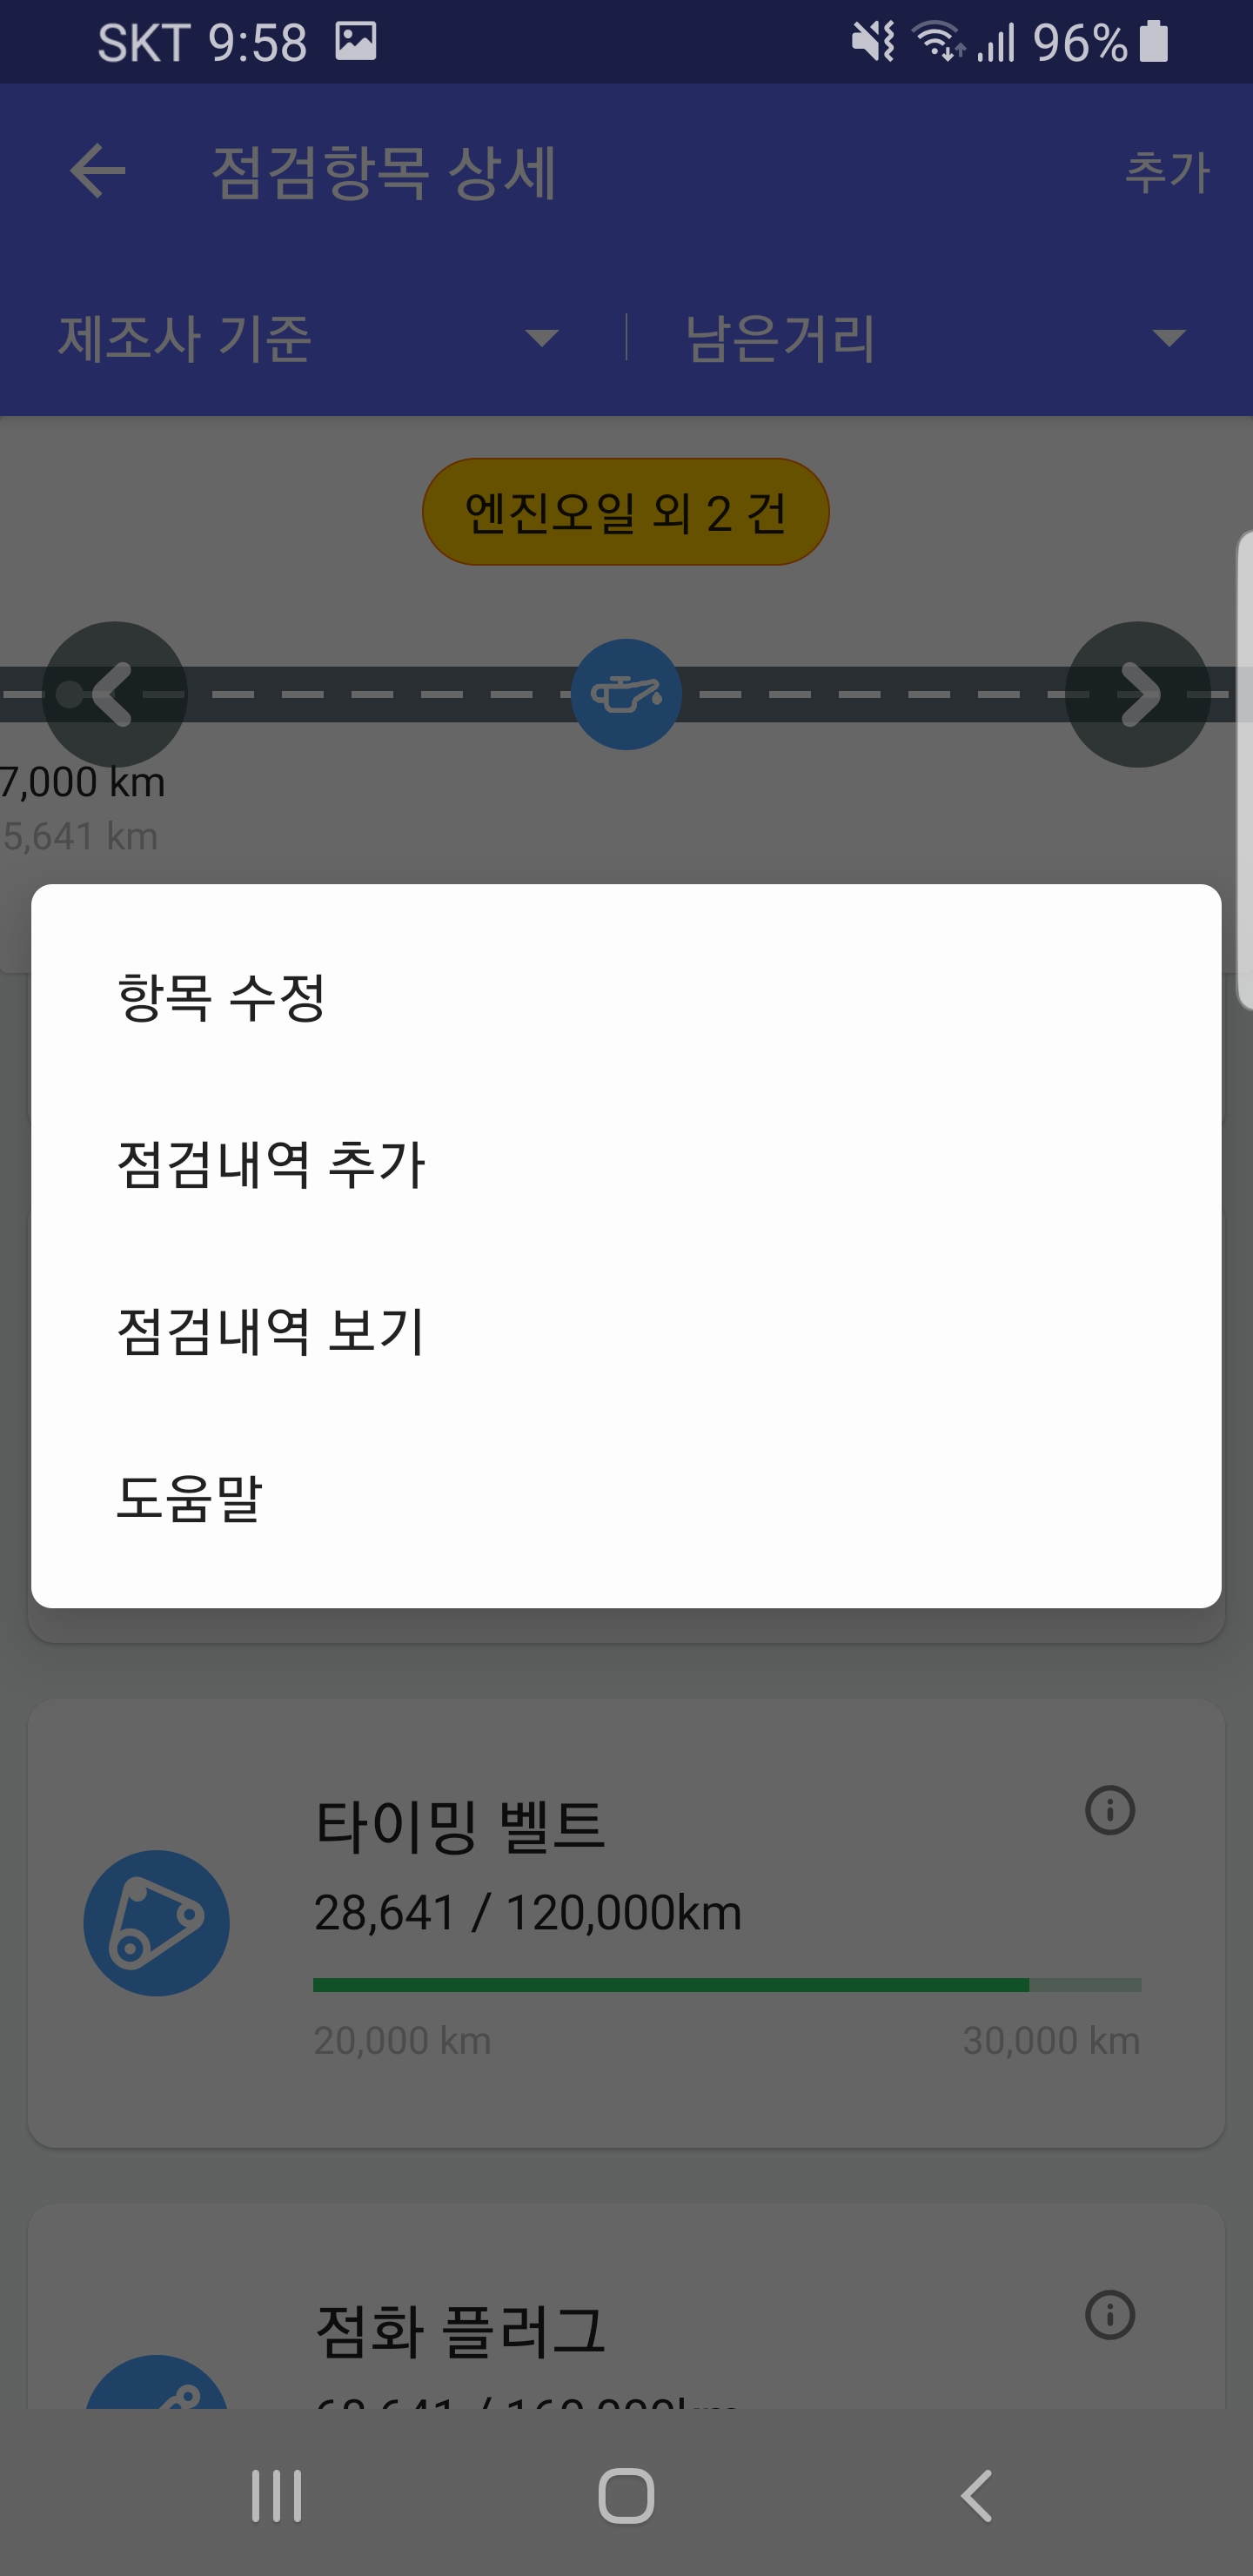 SKT 9:58
96%
점검항목 상세
추가
제조사 기준
남은거리
엔진오일 외 2 건
7,000 km
5,641 km
항목 수정
점검내역 추가
점검내역 보기
도움말
타이밍 벨트
28,641 / 120,000km
20,000 km
30,000 km
점화 플러그